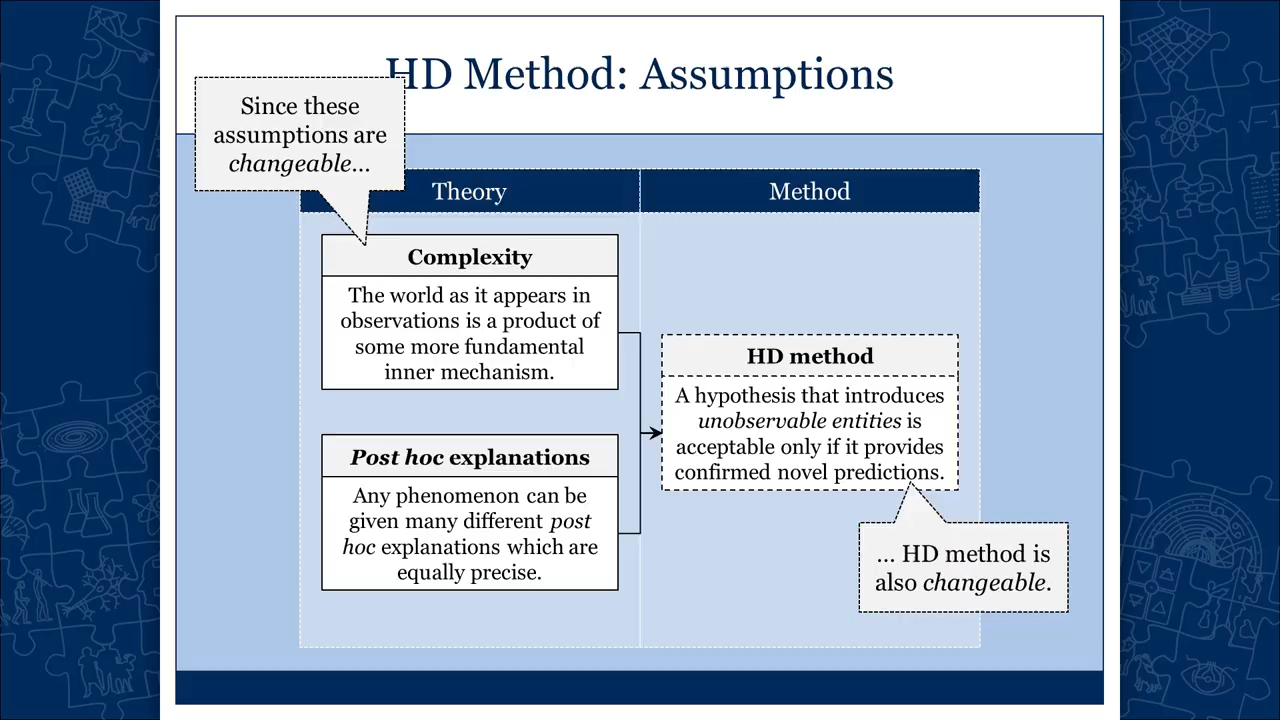 HD Method: Assumptions
Since these
assumptions are
changeable...
Theory
Method
Complexity
The world as it appears in
observations is a product of
some more fundamental
inner mechanism.
Post hoc explanations
Any phenomenon can be
given many different post
hoc explanations which are
equally precise.
HD method
A hypothesis that introduces
unobservable entities is
acceptable only if it provides
confirmed novel predictions.
... HD method is
also changeable.